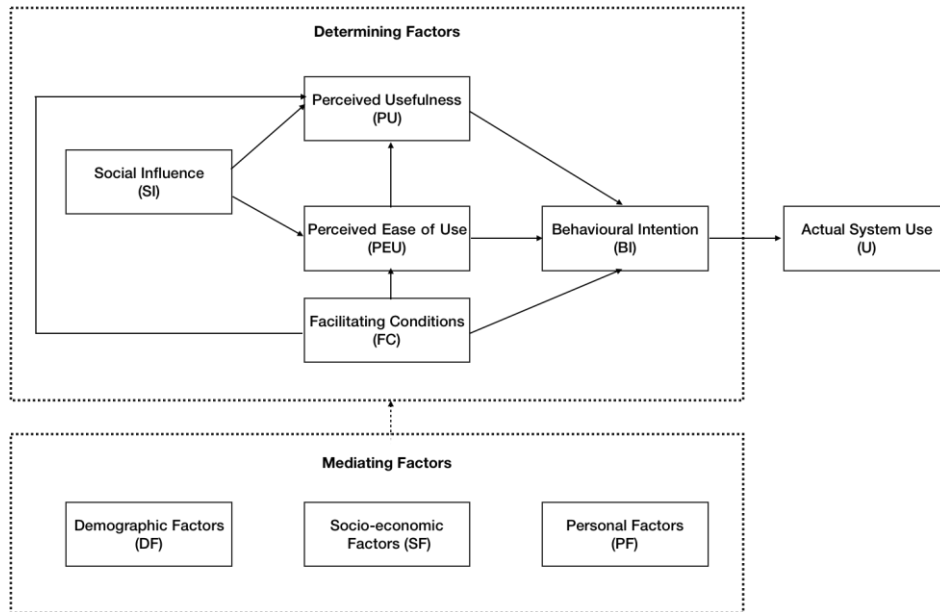 Determining Factors
Perceived Usefulness
(PU)
Social Influence
(SI)
Perceived Ease of Use
(PEU)
Behavioural Intention
(BI)
Actual System Use
(U)
Facilitating Conditions
(FC)
Mediating Factors
Demographic Factors
(DF)
Socio-economic
Factors (SF)
Personal Factors
(PF)